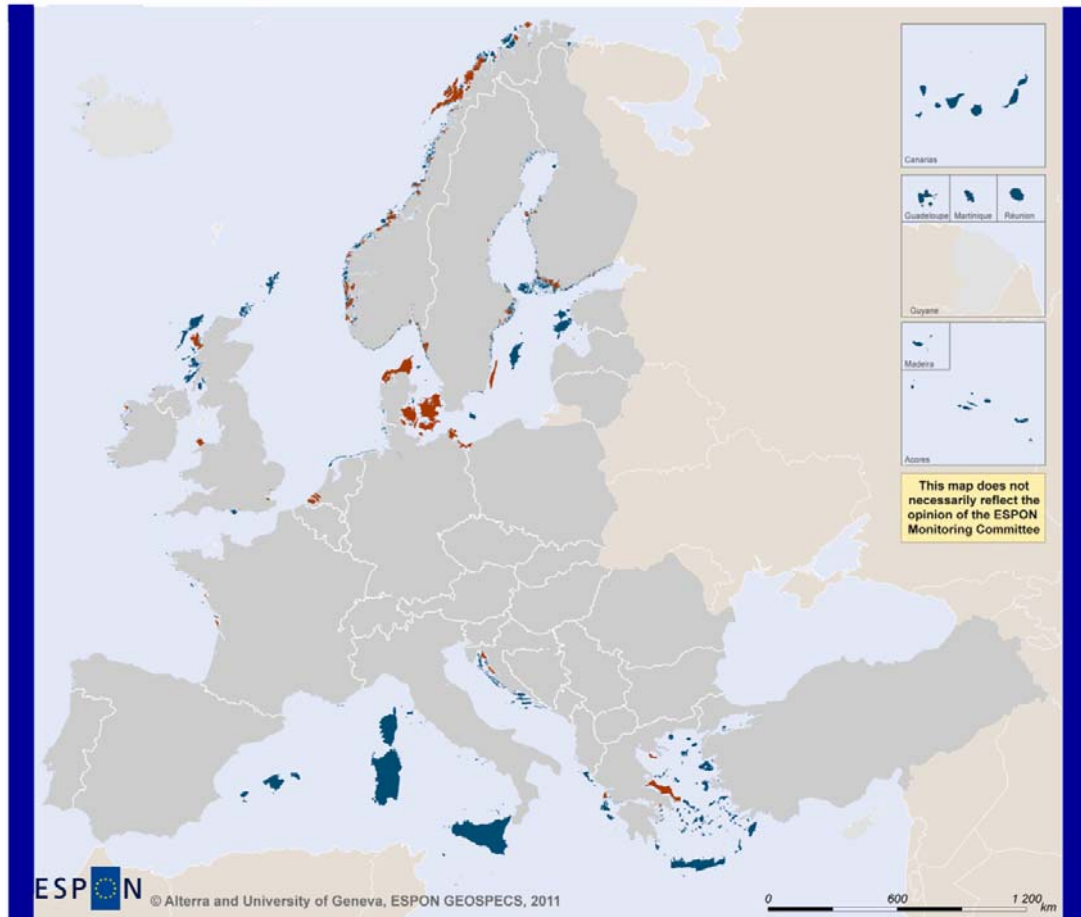 Canarias
Guadeloupe
Martinique
Réunion
Guyane
Madeira
Acores
This map does not
necessarily reflect the
opinion of the ESPON
Monitoring Committee
ESPON
© Alterra and University of Geneva, ESPON GEOSPECS, 2011
0 600 1 200
km